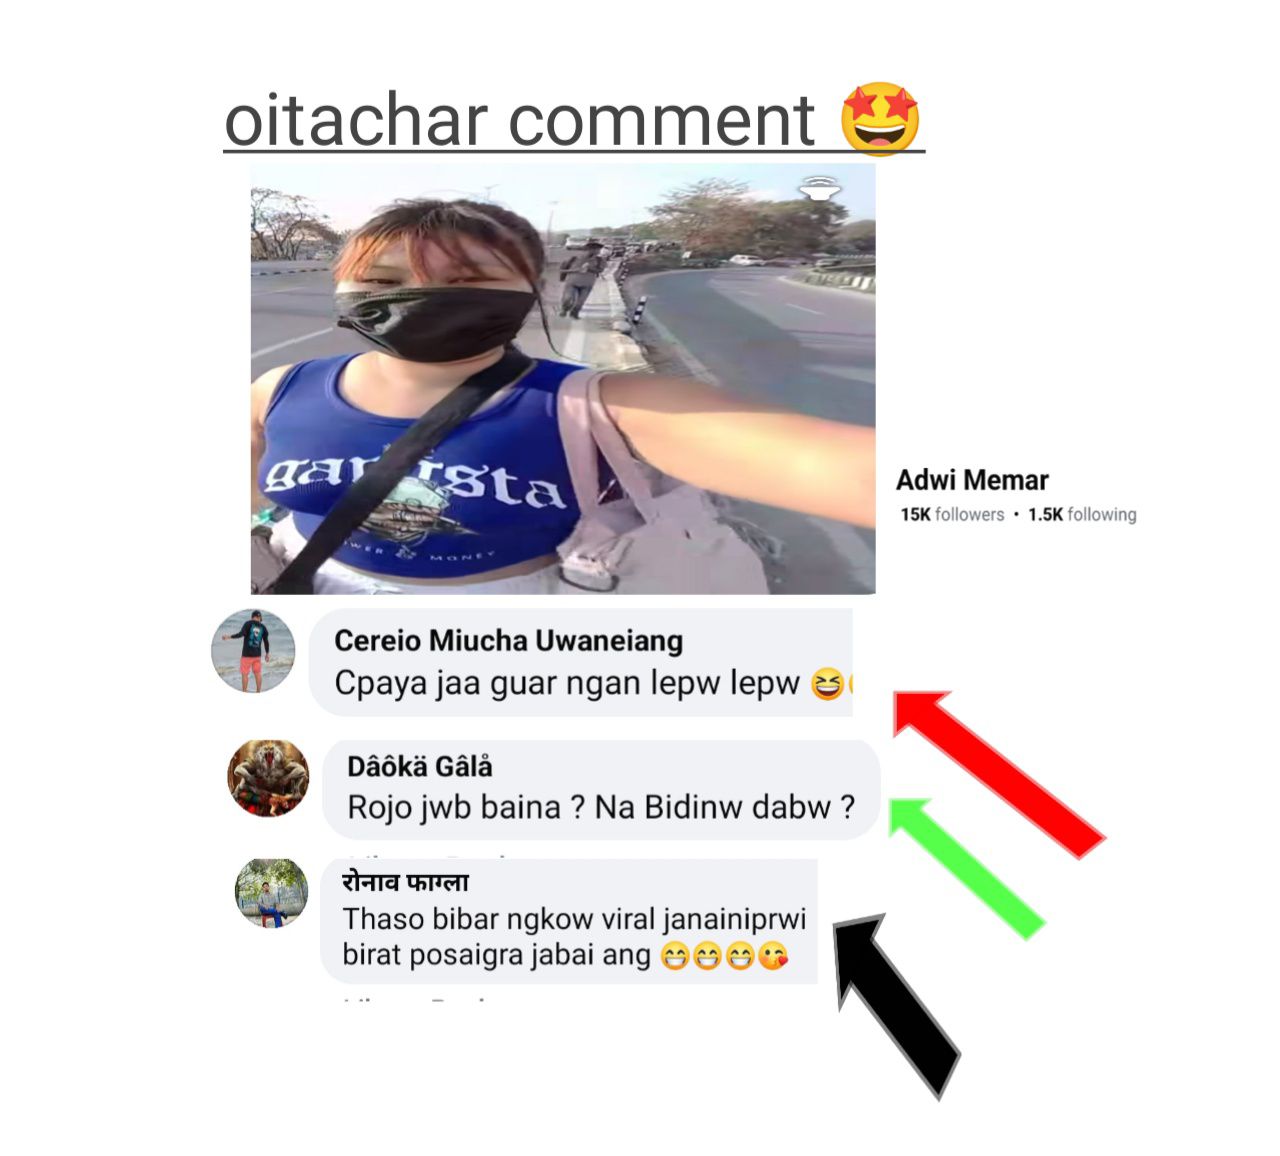 oitachar comment 🤩
gangsta
MONEY
Adwi Memar
15K followers • 1.5K following
Cereio Miucha Uwaneiang
Cpaya jaa guar ngan lepw lepw 😆
Dâôkä Gâlå
Rojo jwb baina ? Na Bidinw dabw ?
रोनाव फाग्ला
Thaso bibar ngkow viral janainiprwi
birat posaigra jabai ang 😁😁😁😘